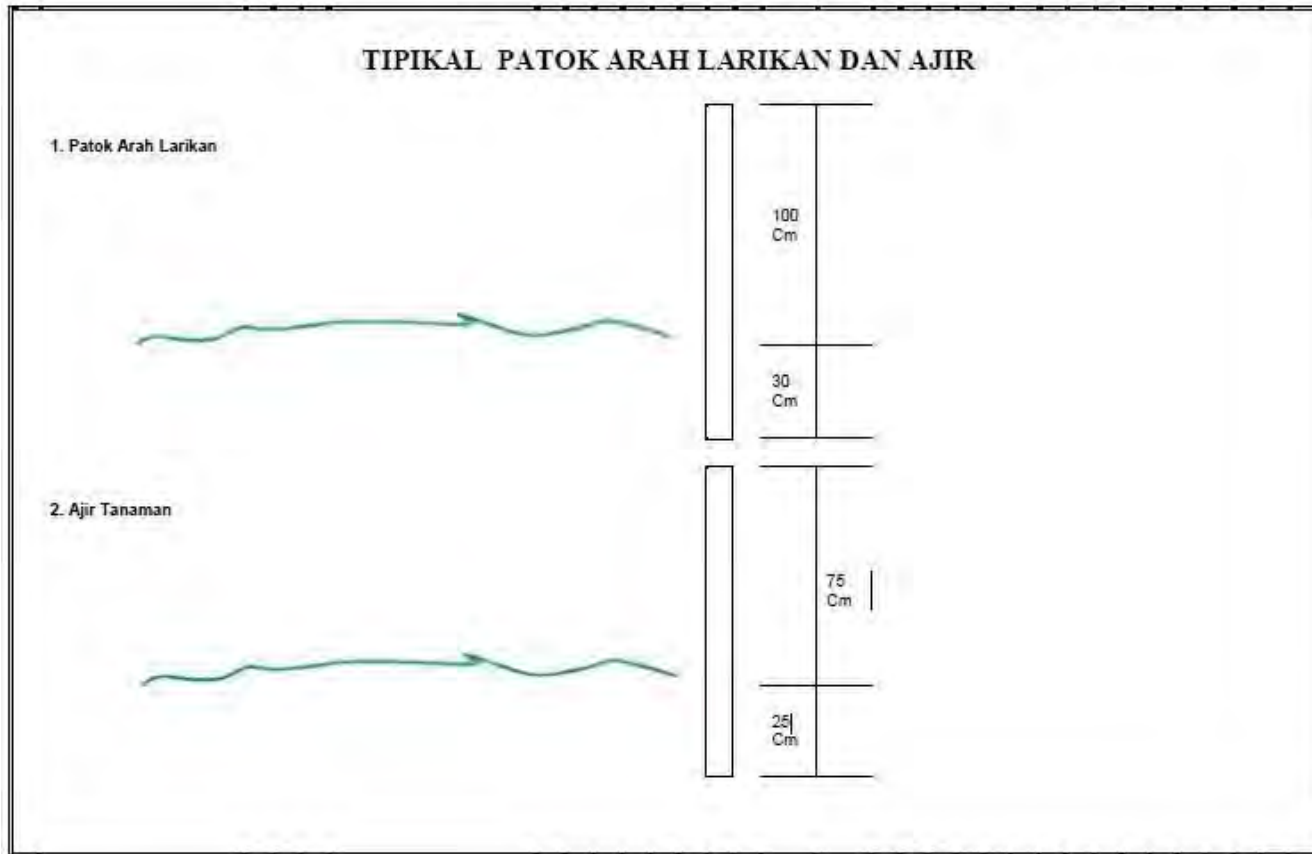 TIPIKAL PATOK ARAH LARIKAN DAN AJIR
1. Patok Arah Larikan
100
Cm
30
Cm
2. Ajir Tanaman
75
Cm
25
Cm